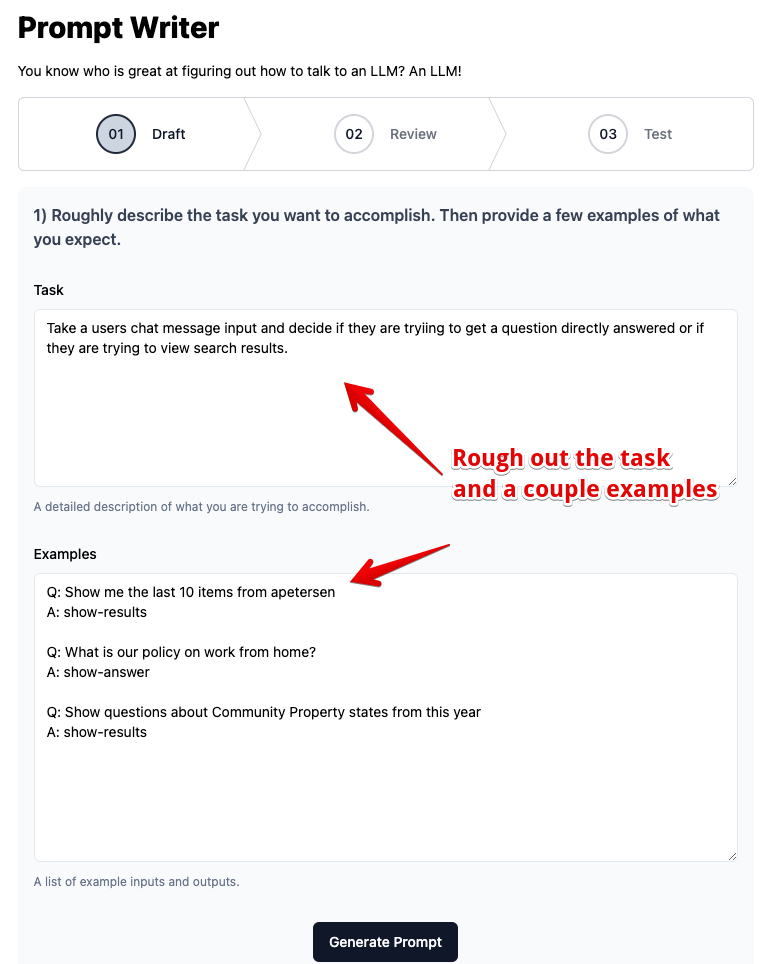 Prompt Writer
You know who is great at figuring out how to talk to an LLM? An LLM!
01 Draft
02 Review
03 Test
1) Roughly describe the task you want to accomplish. Then provide a few examples of what
you expect.
Task
Take a users chat message input and decide if they are tryiing to get a question directly answered or if
they are trying to view search results.
Rough out the task
and a couple examples
A detailed description of what you are trying to accomplish.
Examples
Q: Show me the last 10 items from apetersen
A: show-results
Q: What is our policy on work from home?
A: show-answer
Q: Show questions about Community Property states from this year
A: show-results
A list of example inputs and outputs.
Generate Prompt